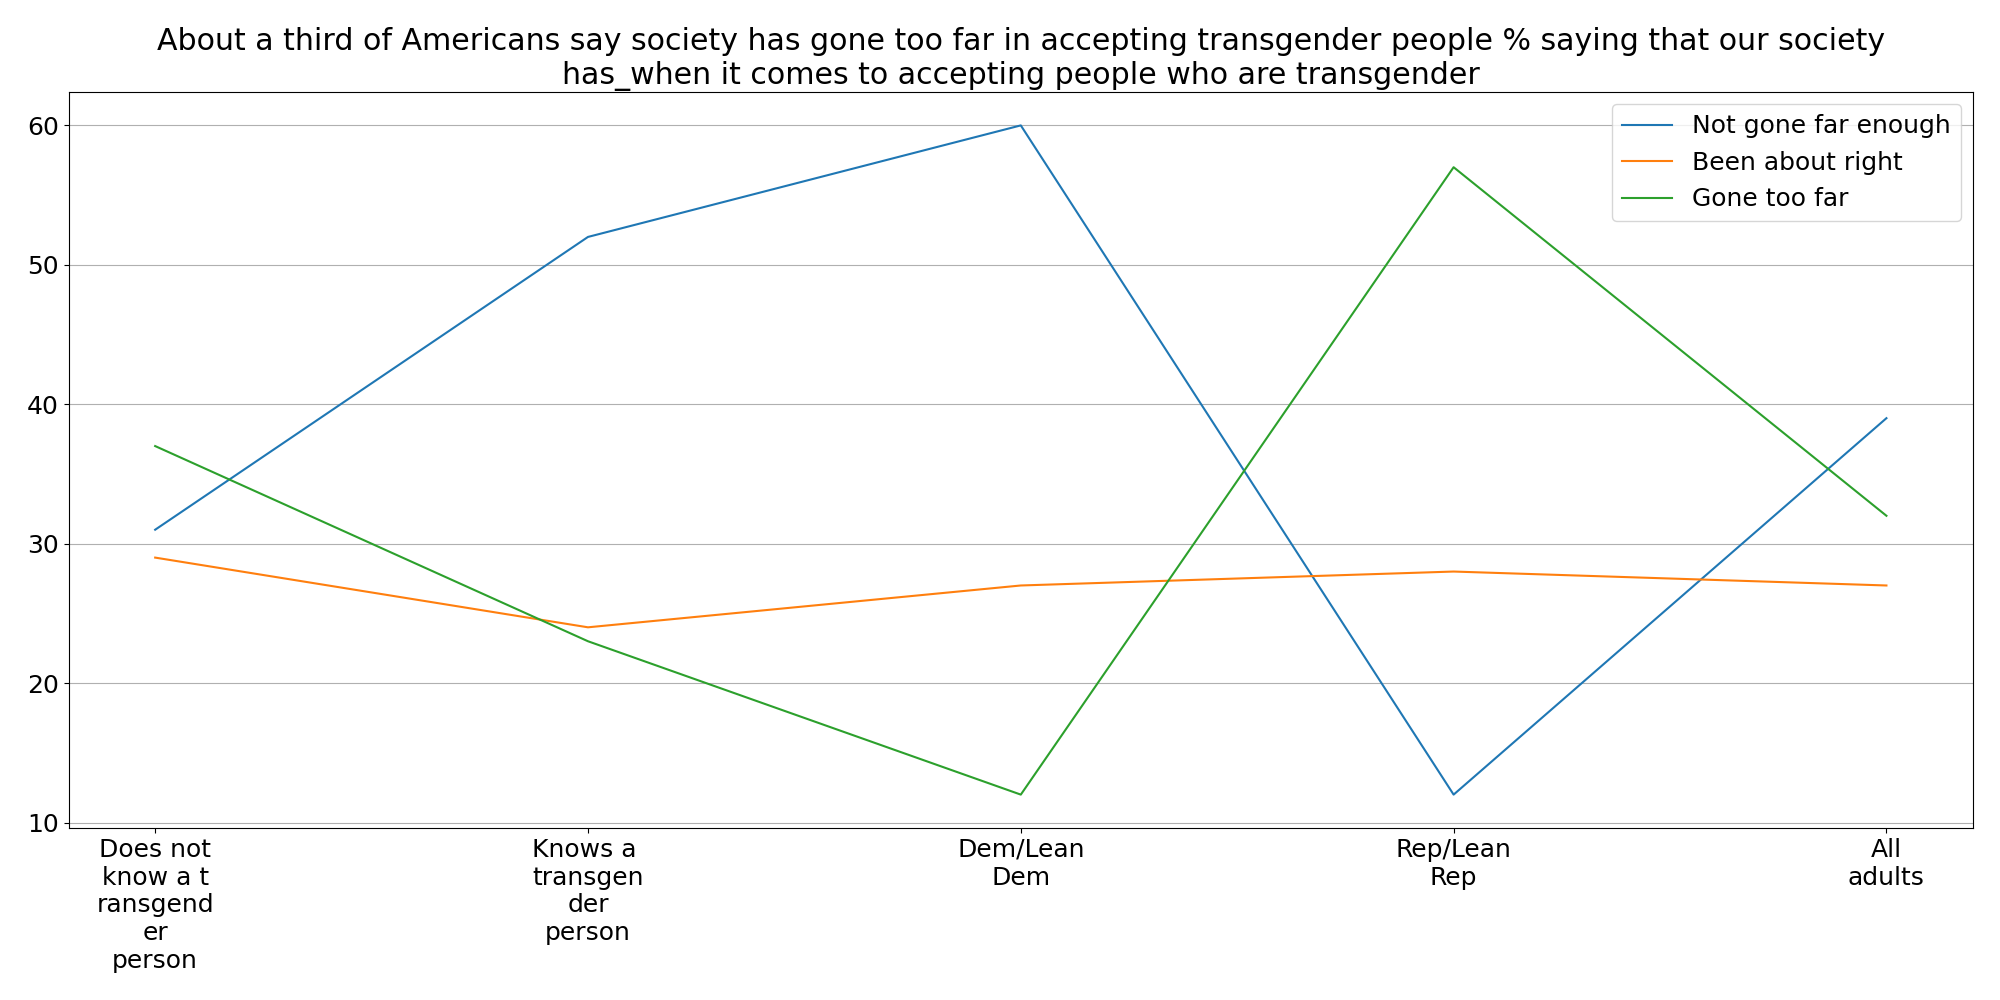 About a third of Americans say society has gone too far in accepting transgender people % saying that our society
has_when it comes to accepting people who are transgender
60
50
40
30
20
10
Not gone far enough
Been about right
Gone too far
Does not
know a t
ransgend
er
person
Knows a
transgen
der
person
Dem/Lean
Dem
Rep/Lean
Rep
All
adults